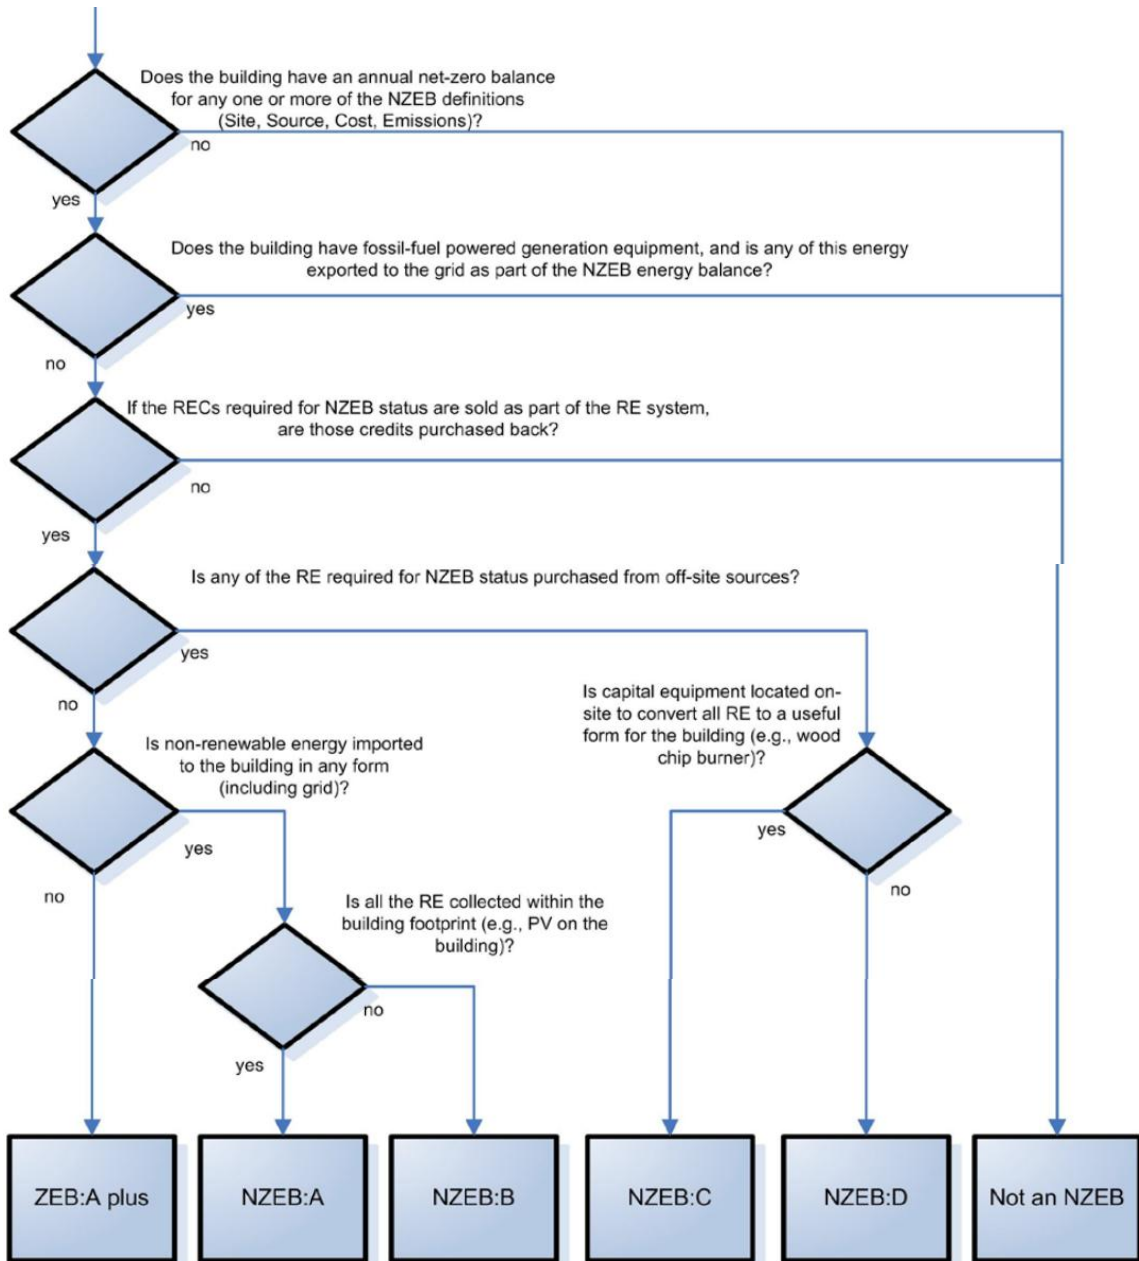 Does the building have an annual net-zero balance
for any one or more of the NZEB definitions
(Site, Source, Cost, Emissions)?
no
yes
Does the building have fossil-fuel powered generation equipment, and is any of this energy
exported to the grid as part of the NZEB energy balance?
yes
no
If the RECs required for NZEB status are sold as part of the RE system,
are those credits purchased back?
no
yes
Is any of the RE required for NZEB status purchased from off-site sources?
yes
no
Is capital equipment located on-
site to convert all RE to a useful
form for the building (e.g., wood
chip burner)?
yes
no
Is non-renewable energy imported
to the building in any form
(including grid)?
yes
no
Is all the RE collected within the
building footprint (e.g., PV on the
building)?
no
yes
ZEB:A plus
NZEB:A
NZEB:B
NZEB:C
NZEB:D
Not an NZEB